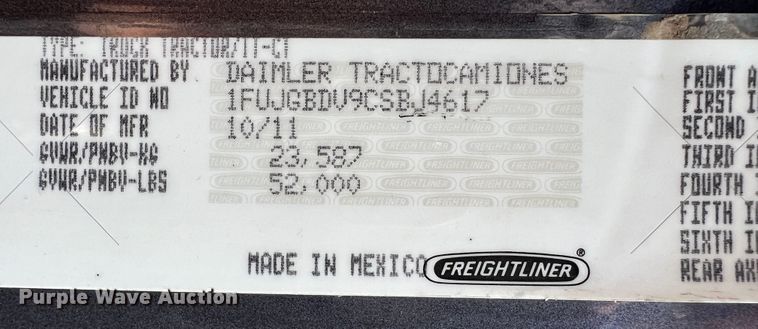 TYPE: TRUCK TRACTOR/TT-CT
MANUFACTURED BY DAIMLER TRACTOCAMIONES
VEHICLE ID NO 1FUJGBDV9CSBJ4617
DATE OF MFR 10/11
GVWR/PNBV-KG 23,587
GVWR/PNBV-LBS 52,000
MADE IN MEXICO FREIGHTLINER®
FRONT A
FIRST I
SECOND
THIRD I
FOURTH
FIFTH I
SIXTH I
REAR AX
Purple Wave Auction